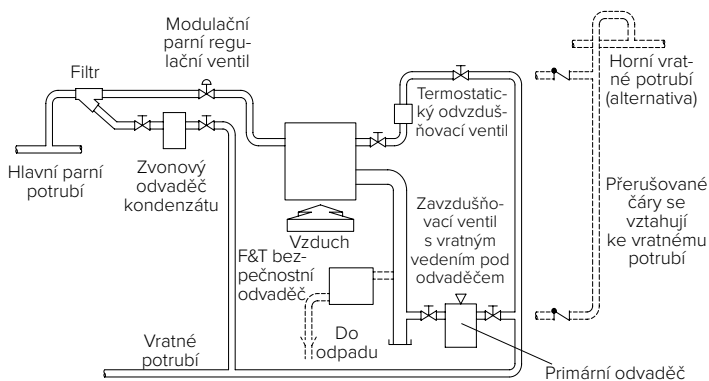 Modulační parní regu-
lační ventil
Filtr
Horní vrat-
né potrubí
(alternativa)
Termostatic-
ký odvzduš-
ňovací ventil
Hlavní parní
potrubí
Zvonový
odvaděč
kondenzátu
Přerušované
čáry se
vztahují
ke vratnému
potrubí
Zavzdušňo-
vací ventil
s vratným
vedením pod
odvaděčem
Vzduch
F&T bez-
pečnostní
odvaděč
Do
odpadu
Vratné
potrubí
Primární odvaděč